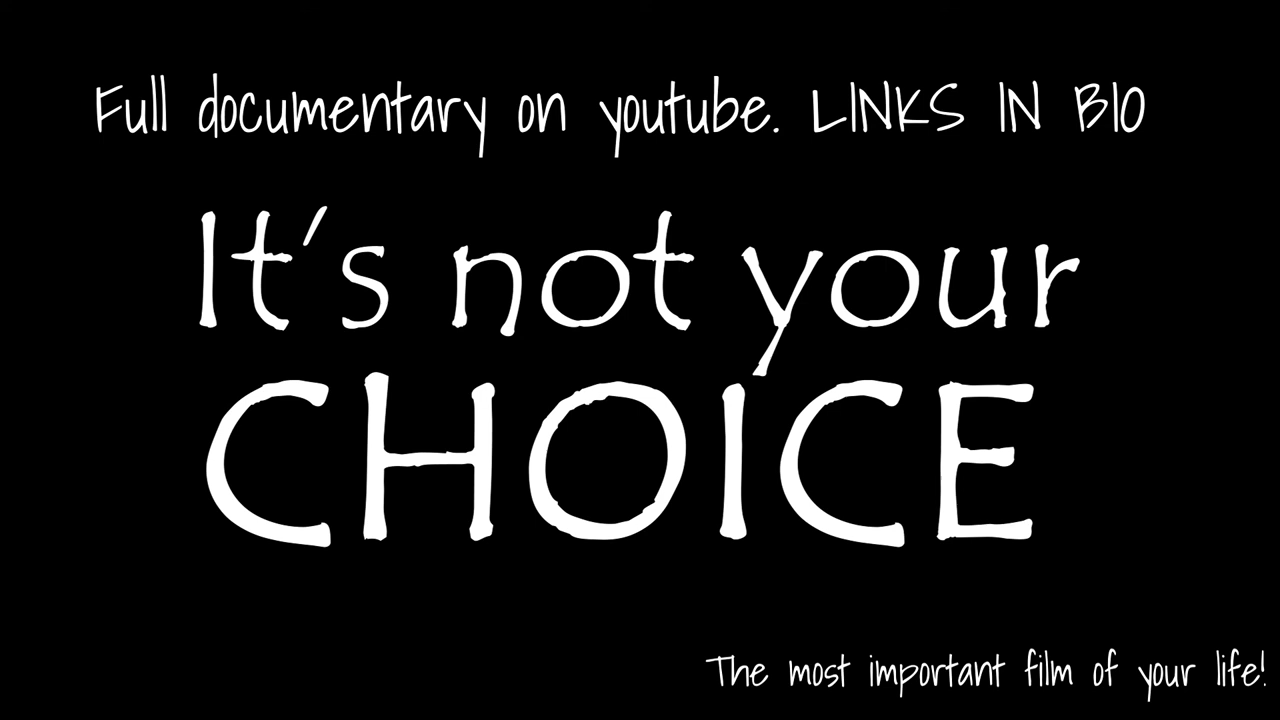 Full documentary on youtube. LINKS IN BIO
It's not your
CHOICE
The most important film of your life!